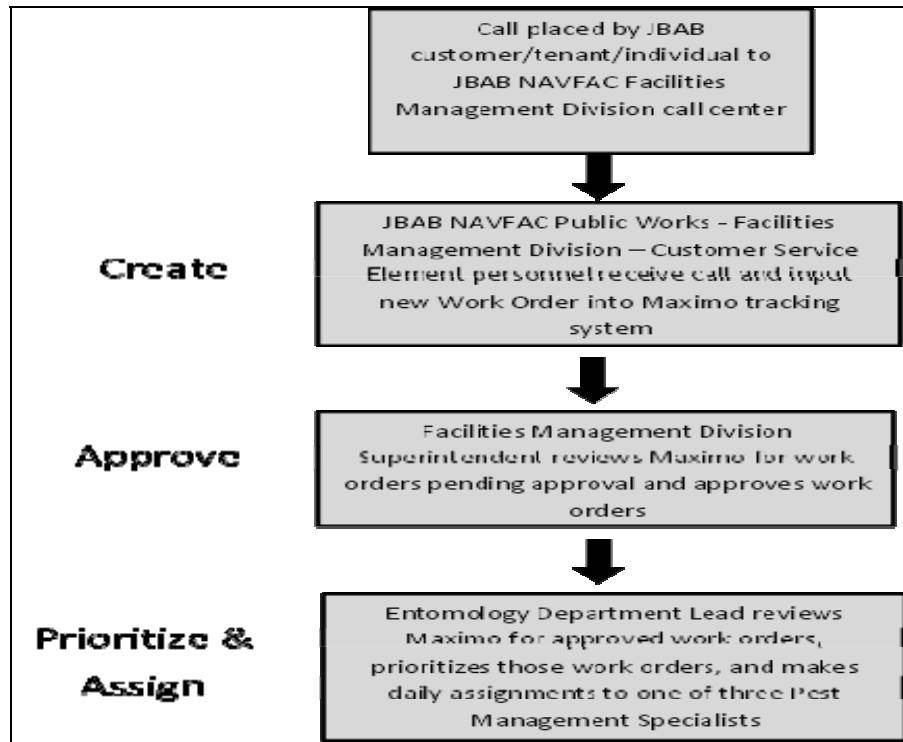 Call placed by JBAB
customer/tenant/individual to
JBAB NAVFAC Facilities
Management Division call center
Create
JBAB NAVFAC Public Works - Facilities
Management Division – Customer Service
Element personnel receive call and input
new Work Order into Maximo tracking
system
Approve
Facilities Management Division
Superintendent reviews Maximo for work
orders pending approval and approves work
orders
Prioritize &
Assign
Entomology Department Lead reviews
Maximo for approved work orders,
prioritizes those work orders, and makes
daily assignments to one of three Pest
Management Specialists